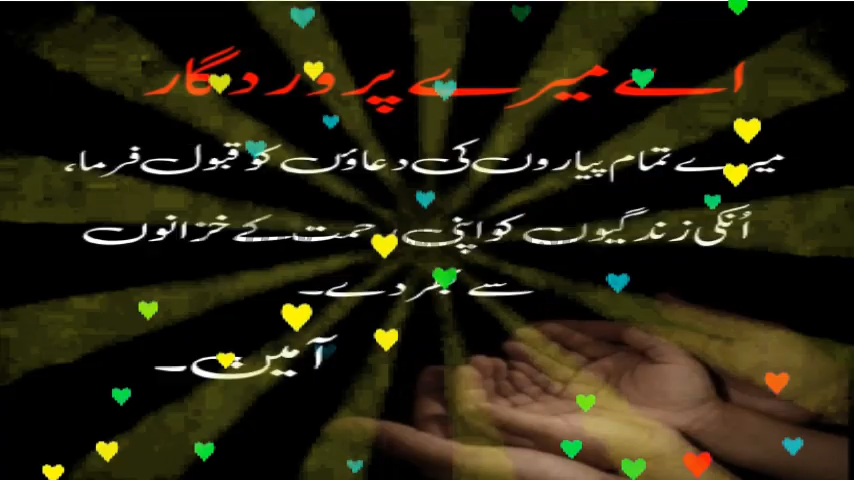 اے میرے پروردگار
میرے تمام پیاروں کی دعاؤں کو قبول فرما،
اُنکی زندگیوں کو اپنی رحمت کے خزانوں
سے بھر دے۔
آمین۔